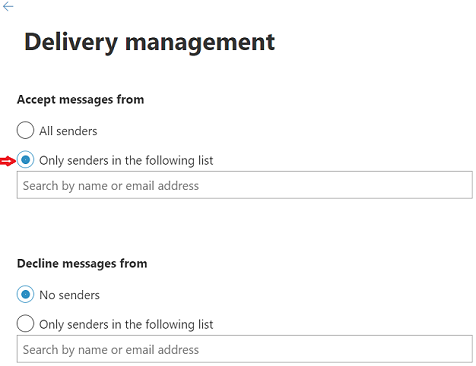 Delivery management
Accept messages from
All senders
Only senders in the following list
Search by name or email address
Decline messages from
No senders
Only senders in the following list
Search by name or email address